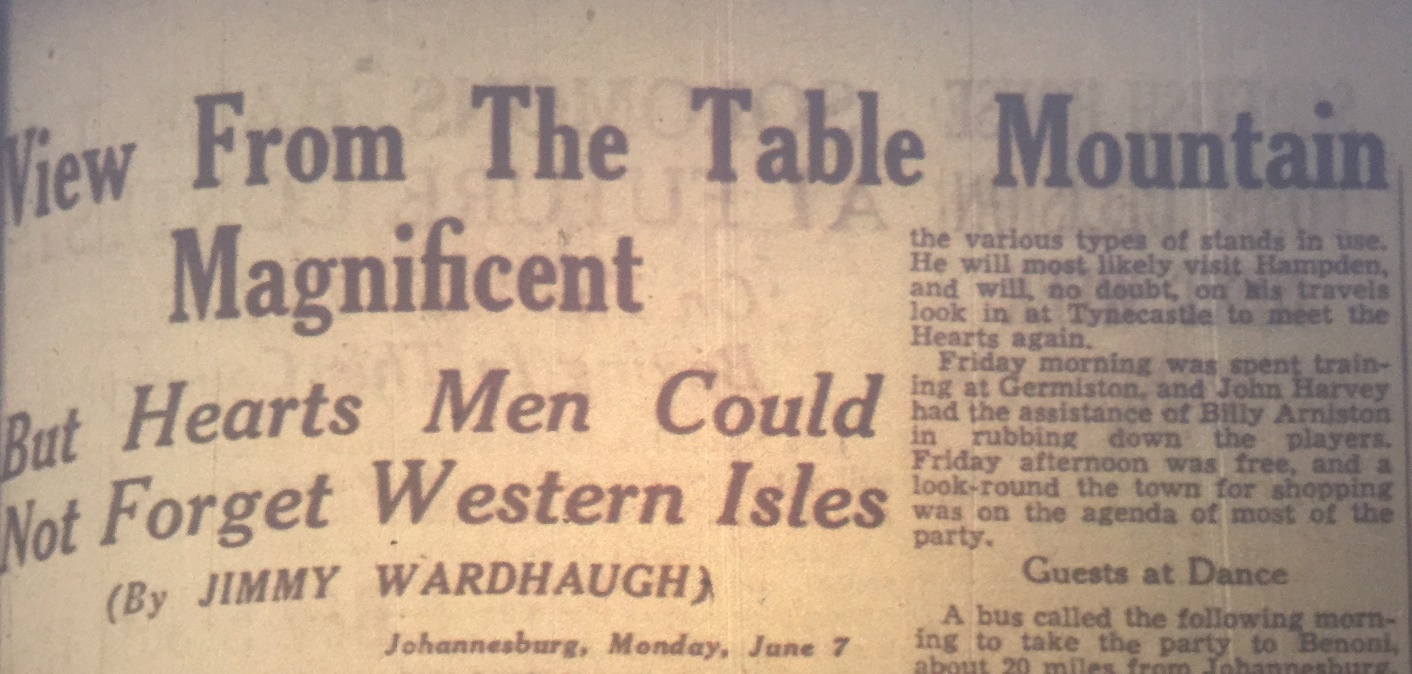 View From The Table Mountain
Magnificent
But Hearts Men Could
Not Forget Western Isles
(By JIMMY WARDHAUGH)
Johannesburg, Monday, June 7
the various types of stands in use.
He will most likely visit Hampden,
and will, no doubt, on his travels
look in at Tynecastle to meet the
Hearts again.
Friday morning was spent train-
ing at Germiston, and John Harvey
had the assistance of Billy Arniston
in rubbing down the players.
Friday afternoon was free, and a
look-round the town for shopping
was on the agenda of most of the
party.
Guests at Dance
A bus called the following morn-
ing to take the party to Benoni,
about 20 miles from Johannesburg.